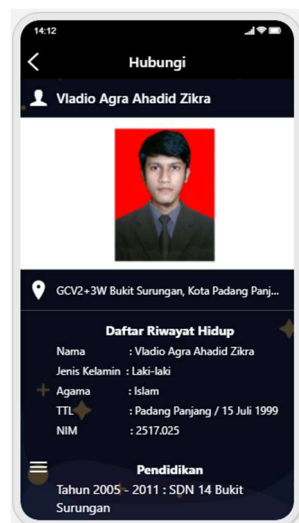 14:12
Hubungi
Vladio Agra Ahadid Zikra
GCV2+3W Bukit Surungan, Kota Padang Panj...
Daftar Riwayat Hidup
Nama : Vladio Agra Ahadid Zikra
Jenis Kelamin : Laki-laki
Agama : Islam
TTL : Padang Panjang / 15 Juli 1999
NIM : 2517.025
Pendidikan
Tahun 2005 - 2011 : SDN 14 Bukit
Surungan